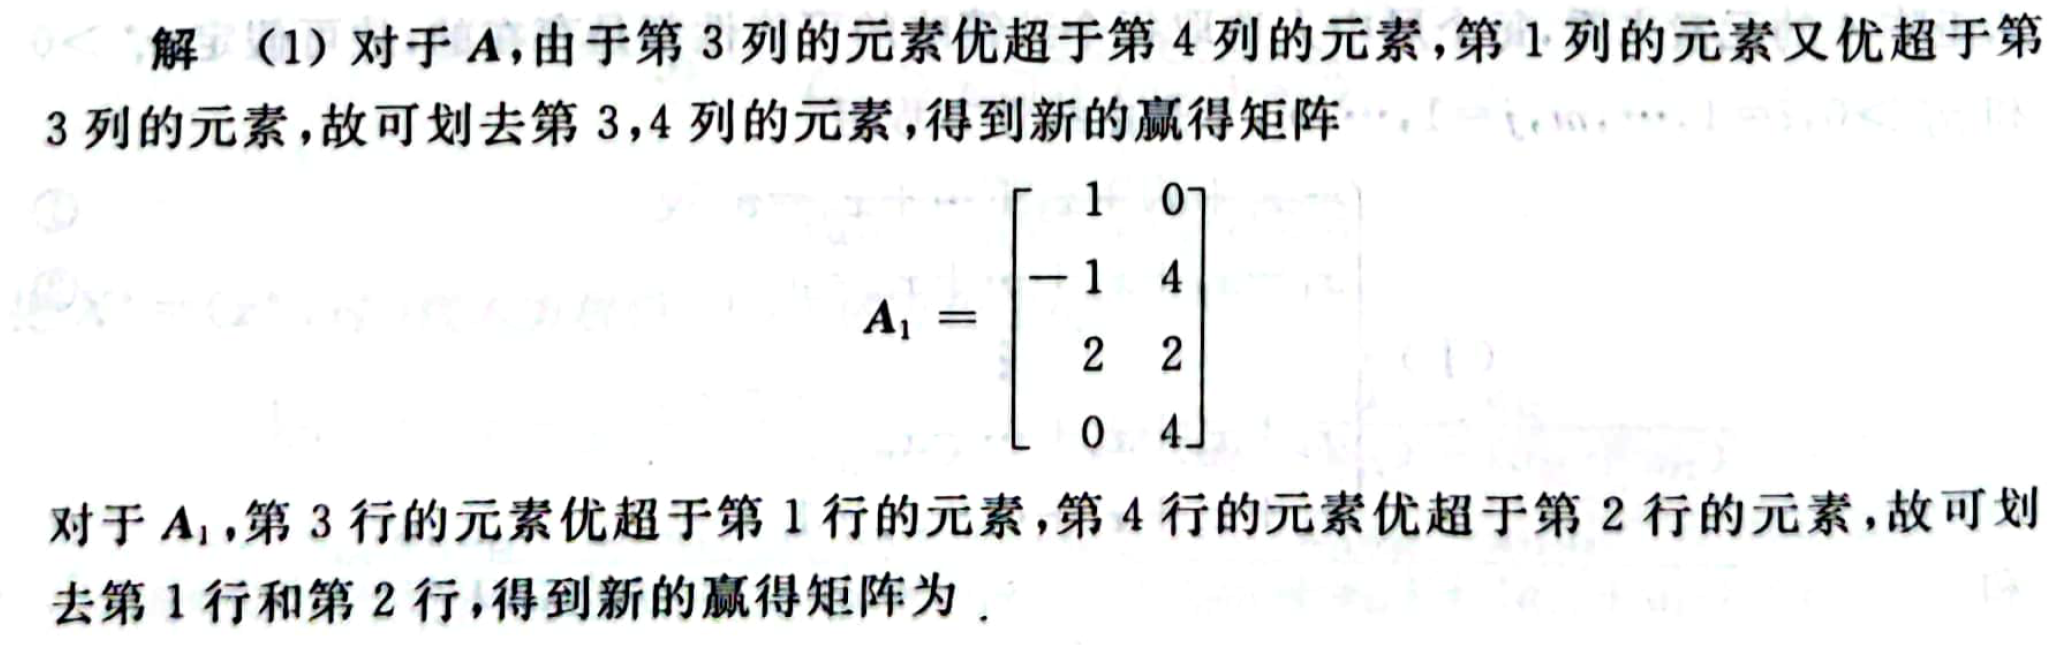 解 （1）对于 A,由于第 3 列的元素优超于第 4 列的元素,第 1 列的元素又优超于第
3 列的元素,故可划去第 3,4 列的元素,得到新的赢得矩阵
A₁ = [ 1 0
−1 4
2 2
0 4 ]
对于 A₁,第 3 行的元素优超于第 1 行的元素,第 4 行的元素优超于第 2 行的元素,故可划
去第 1 行和第 2 行,得到新的赢得矩阵为